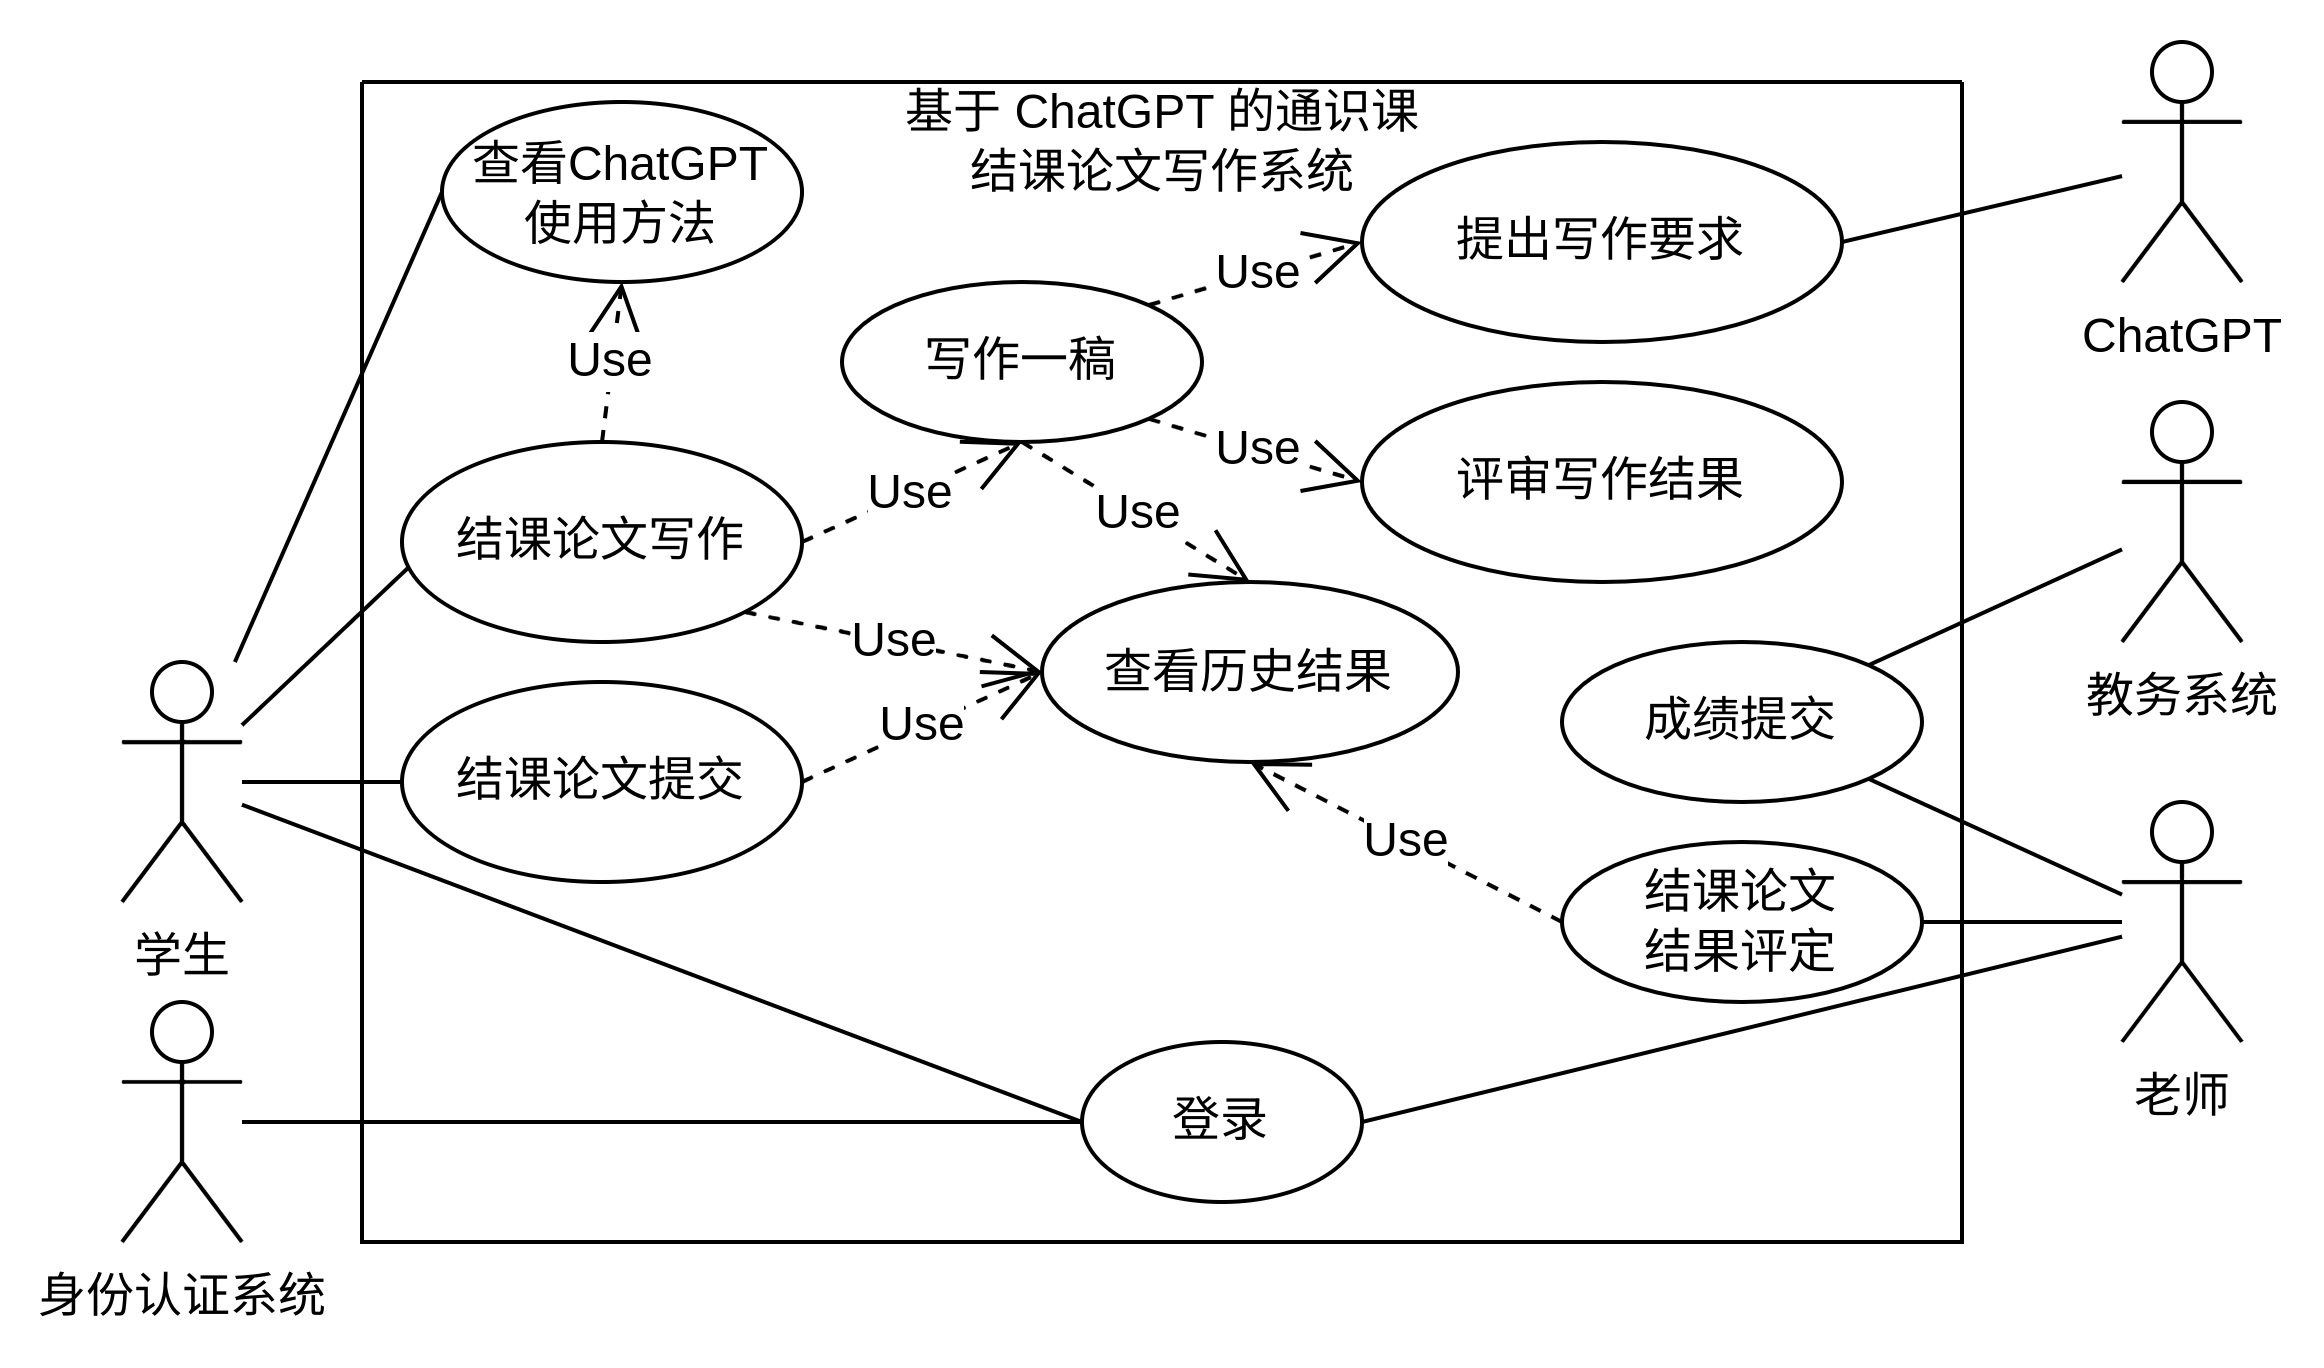 基于 ChatGPT 的通识课
结课论文写作系统
查看ChatGPT
使用方法
提出写作要求
Use
ChatGPT
Use
写作一稿
Use
评审写作结果
Use
Use
结课论文写作
Use
查看历史结果
教务系统
Use
成绩提交
结课论文提交
Use
结课论文
结果评定
学生
登录
老师
身份认证系统